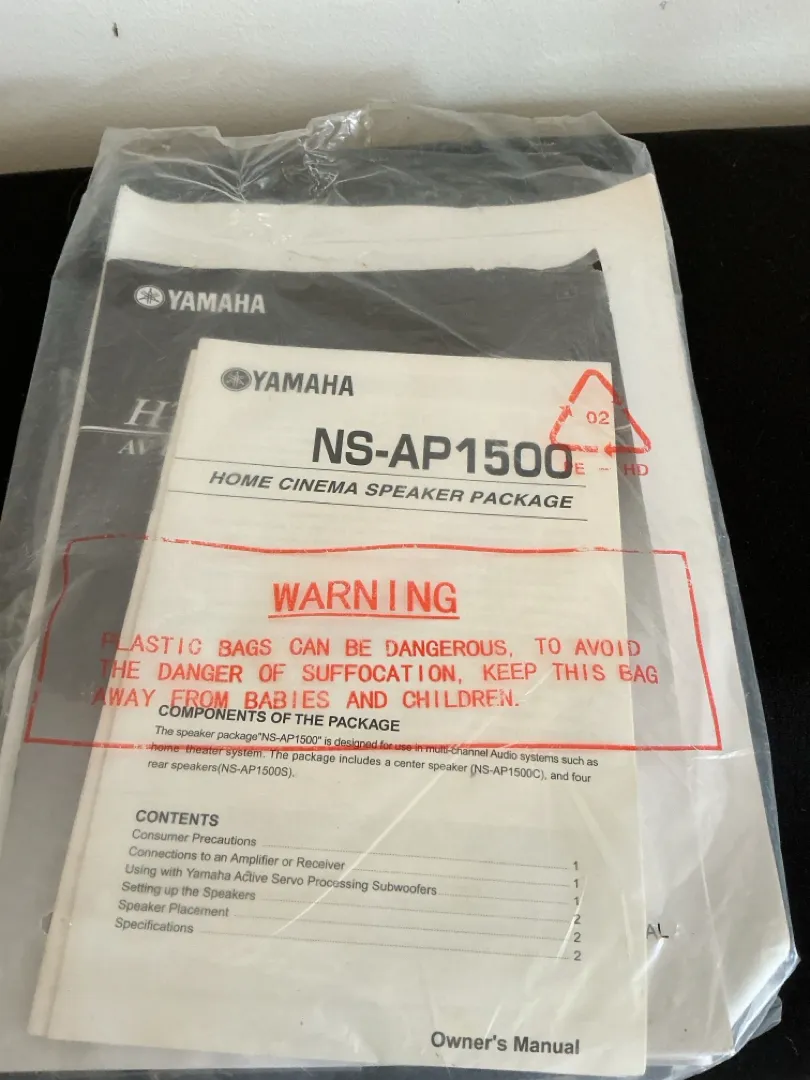 YAMAHA
YAMAHA
NS-AP1500
HOME CINEMA SPEAKER PACKAGE
02
PE - HD
WARNING
PLASTIC BAGS CAN BE DANGEROUS, TO AVOID
THE DANGER OF SUFFOCATION, KEEP THIS BAG
AWAY FROM BABIES AND CHILDREN.
COMPONENTS OF THE PACKAGE
The speaker package"NS-AP1500" is designed for use in multi-channel Audio systems such as
home theater system. The package includes a center speaker (NS-AP1500C), and four
rear speakers(NS-AP1500S).
CONTENTS
Consumer Precautions 1
Connections to an Amplifier or Receiver 1
Using with Yamaha Active Servo Processing Subwoofers 1
Setting up the Speakers 2
Speaker Placement 2
Specifications 2
Owner's Manual